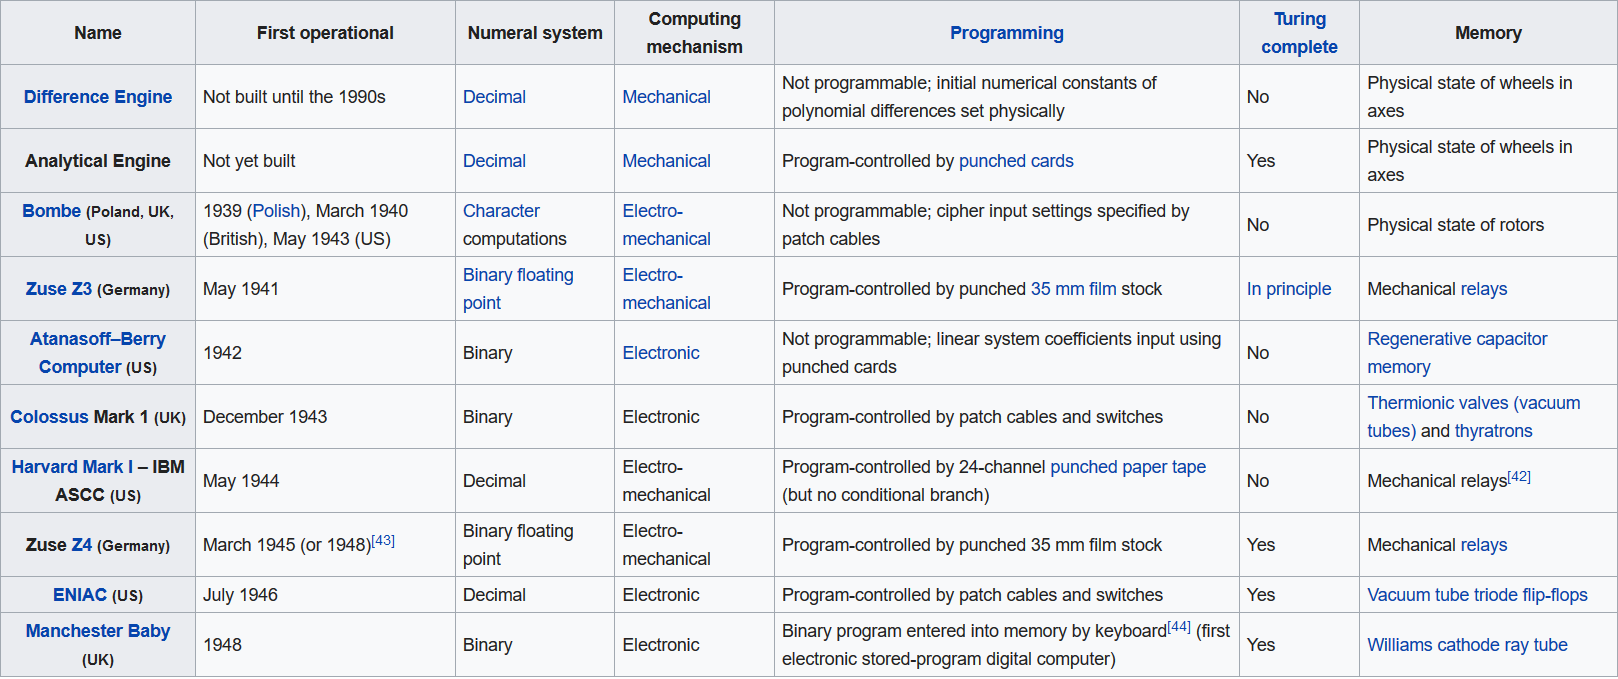 Name
First operational
Numeral system
Computing
mechanism
Programming
Turing
complete
Memory
Difference Engine
Not built until the 1990s
Decimal
Mechanical
Not programmable; initial numerical constants of
polynomial differences set physically
No
Physical state of wheels in
axes
Analytical Engine
Not yet built
Decimal
Mechanical
Program-controlled by punched cards
Yes
Physical state of wheels in
axes
Bombe (Poland, UK,
US)
1939 (Polish), March 1940
(British), May 1943 (US)
Character
computations
Electro-
mechanical
Not programmable; cipher input settings specified by
patch cables
No
Physical state of rotors
Zuse Z3 (Germany)
May 1941
Binary floating
point
Electro-
mechanical
Program-controlled by punched 35 mm film stock
In principle
Mechanical relays
Atanasoff–Berry
Computer (US)
1942
Binary
Electronic
Not programmable; linear system coefficients input using
punched cards
No
Regenerative capacitor
memory
Colossus Mark 1 (UK)
December 1943
Binary
Electronic
Program-controlled by patch cables and switches
No
Thermionic valves (vacuum
tubes) and thyratrons
Harvard Mark I – IBM
ASCC (US)
May 1944
Decimal
Electro-
mechanical
Program-controlled by 24-channel punched paper tape
(but no conditional branch)
No
Mechanical relays[42]
Zuse Z4 (Germany)
March 1945 (or 1948)[43]
Binary floating
point
Electro-
mechanical
Program-controlled by punched 35 mm film stock
Yes
Mechanical relays
ENIAC (US)
July 1946
Decimal
Electronic
Program-controlled by patch cables and switches
Yes
Vacuum tube triode flip-flops
Manchester Baby
(UK)
1948
Binary
Electronic
Binary program entered into memory by keyboard[44] (first
electronic stored-program digital computer)
Yes
Williams cathode ray tube